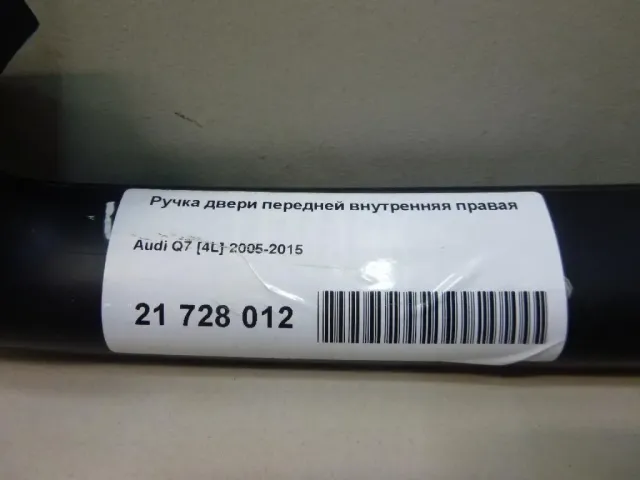 Ручка двери передней внутренняя правая
Audi Q7 [4L] 2005-2015
21 728 012